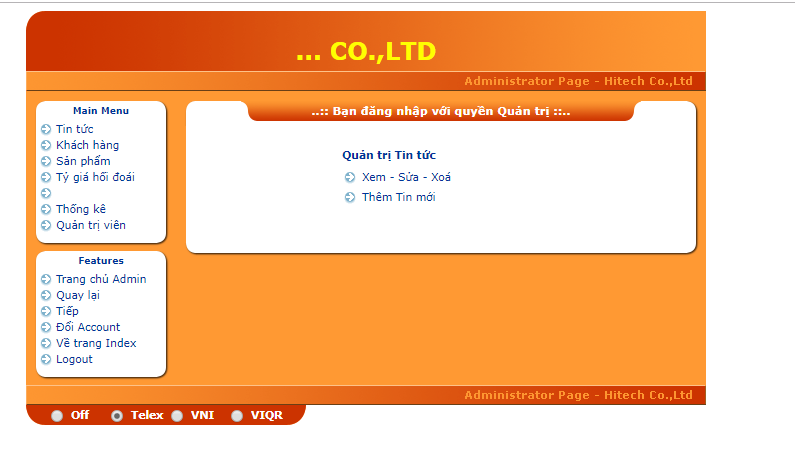 ... CO.,LTD
Administrator Page - Hitech Co.,Ltd
Main Menu
Tin tức
Khách hàng
Sản phẩm
Tỷ giá hối đoái
Thống kê
Quản trị viên
..:: Bạn đăng nhập với quyền Quản trị ::..
Quản trị Tin tức
Xem - Sửa - Xoá
Thêm Tin mới
Features
Trang chủ Admin
Quay lại
Tiếp
Đổi Account
Về trang Index
Logout
Administrator Page - Hitech Co.,Ltd
Off Telex VNI VIQR